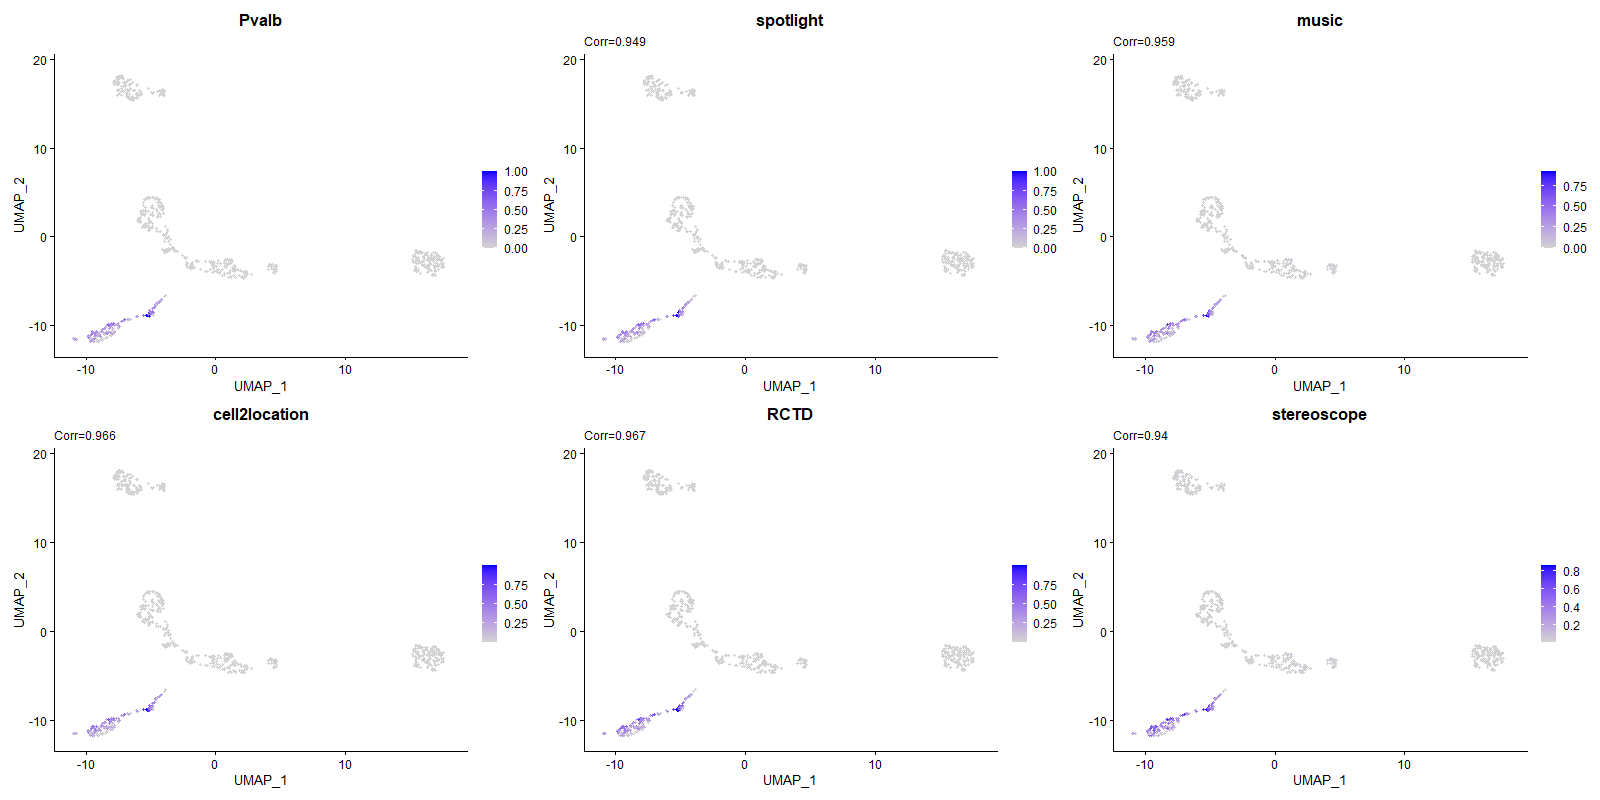 Pvalb
20
10
0
-10
UMAP_2
-10
0
10
UMAP_1
1.00
0.75
0.50
0.25
0.00
spotlight
Corr=0.949
20
10
0
-10
UMAP_2
-10
0
10
UMAP_1
1.00
0.75
0.50
0.25
0.00
music
Corr=0.959
20
10
0
-10
UMAP_2
-10
0
10
UMAP_1
0.75
0.50
0.25
0.00
cell2location
Corr=0.966
20
10
0
-10
UMAP_2
-10
0
10
UMAP_1
0.75
0.50
0.25
RCTD
Corr=0.967
20
10
0
-10
UMAP_2
-10
0
10
UMAP_1
0.75
0.50
0.25
stereoscope
Corr=0.94
20
10
0
-10
UMAP_2
-10
0
10
UMAP_1
0.8
0.6
0.4
0.2